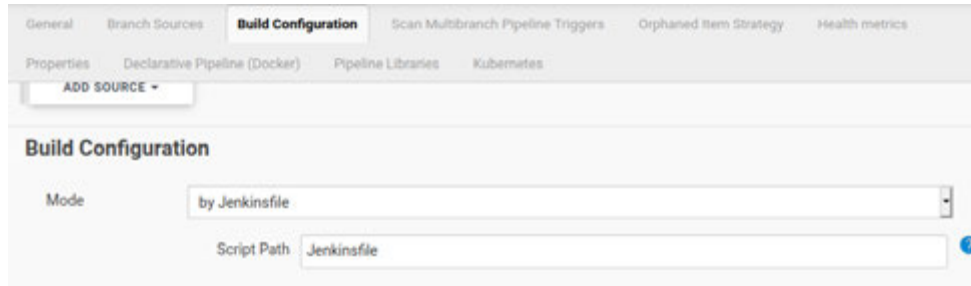 General Branch Sources Build Configuration Scan Multibranch Pipeline Triggers Orphaned Item Strategy Health metrics
Properties Declarative Pipeline (Docker) Pipeline Libraries Kubernetes
ADD SOURCE
Build Configuration
Mode by Jenkinsfile
Script Path Jenkinsfile